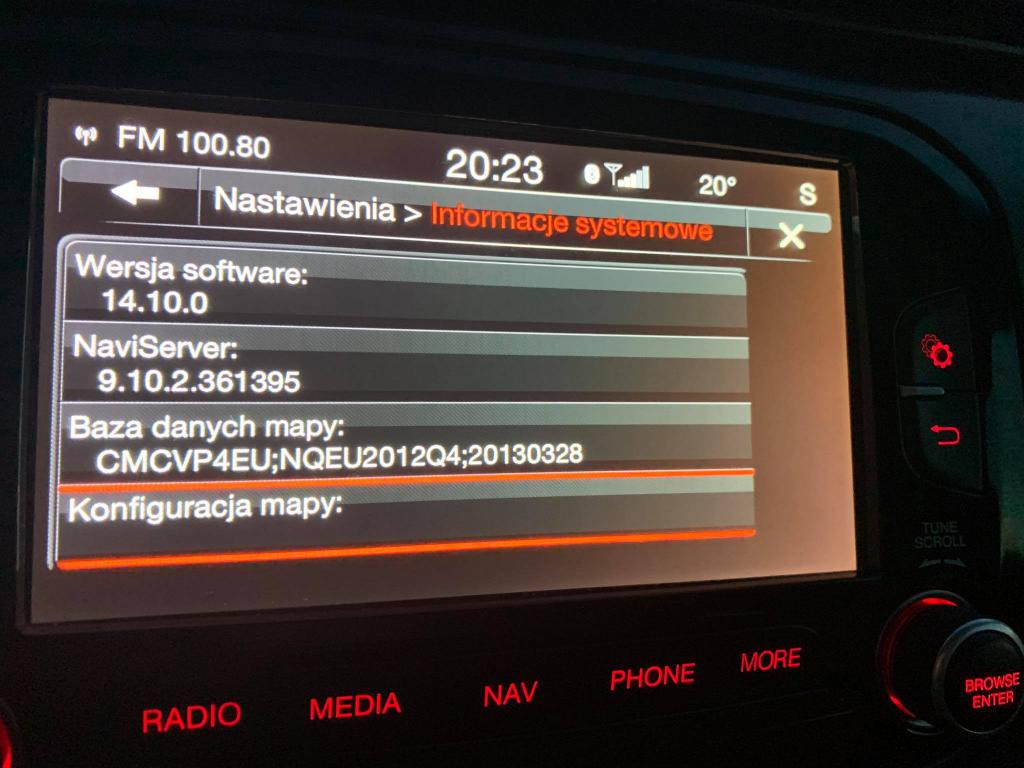 FM 100.80
20:23
20°
S
Nastawienia > Informacje systemowe
X
Wersja software:
14.10.0
NaviServer:
9.10.2.361395
Baza danych mapy:
CMCVP4EU;NQEU2012Q4;20130328
Konfiguracja mapy:
TUNE
SCROLL
RADIO
MEDIA
NAV
PHONE
MORE
BROWSE
ENTER